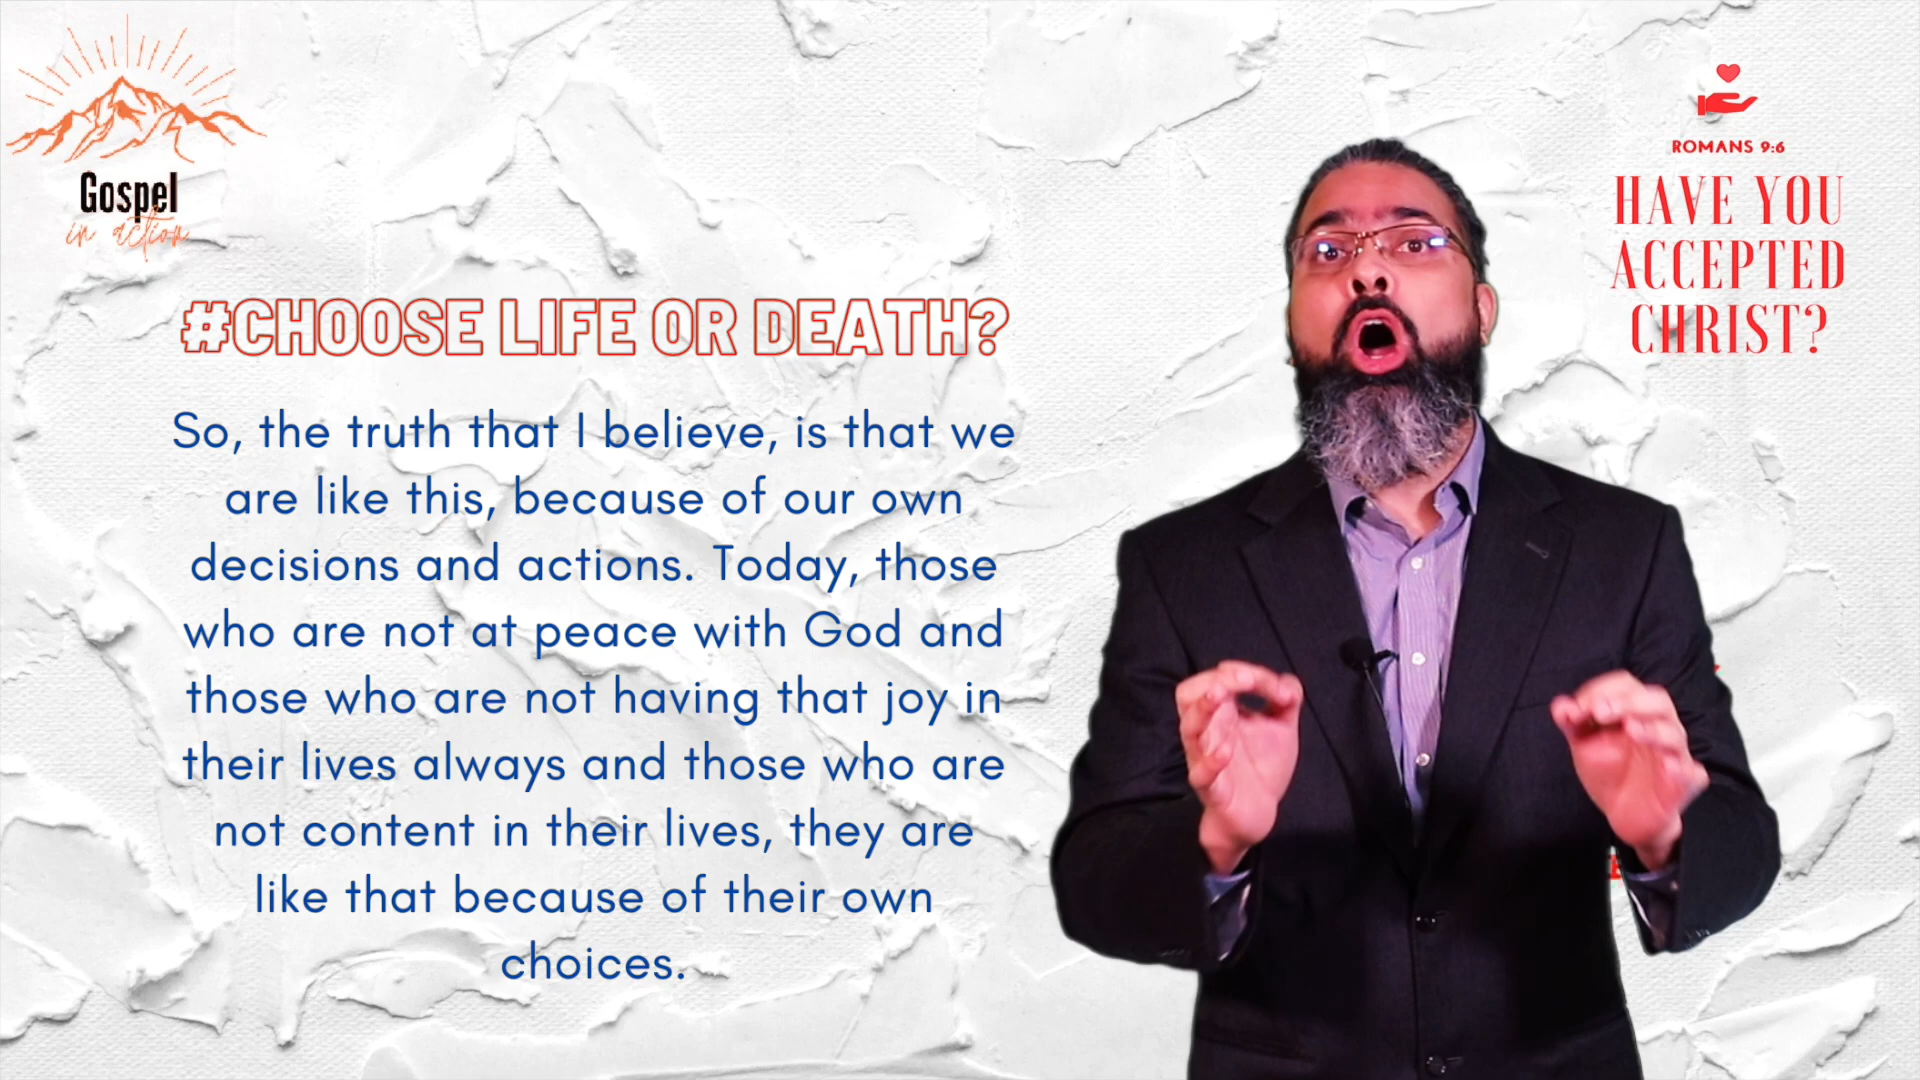 Gospel
in action
ROMANS 9:6
HAVE YOU
ACCEPTED
CHRIST?
#CHOOSE LIFE OR DEATH?
So, the truth that I believe, is that we
are like this, because of our own
decisions and actions. Today, those
who are not at peace with God and
those who are not having that joy in
their lives always and those who are
not content in their lives, they are
like that because of their own
choices.